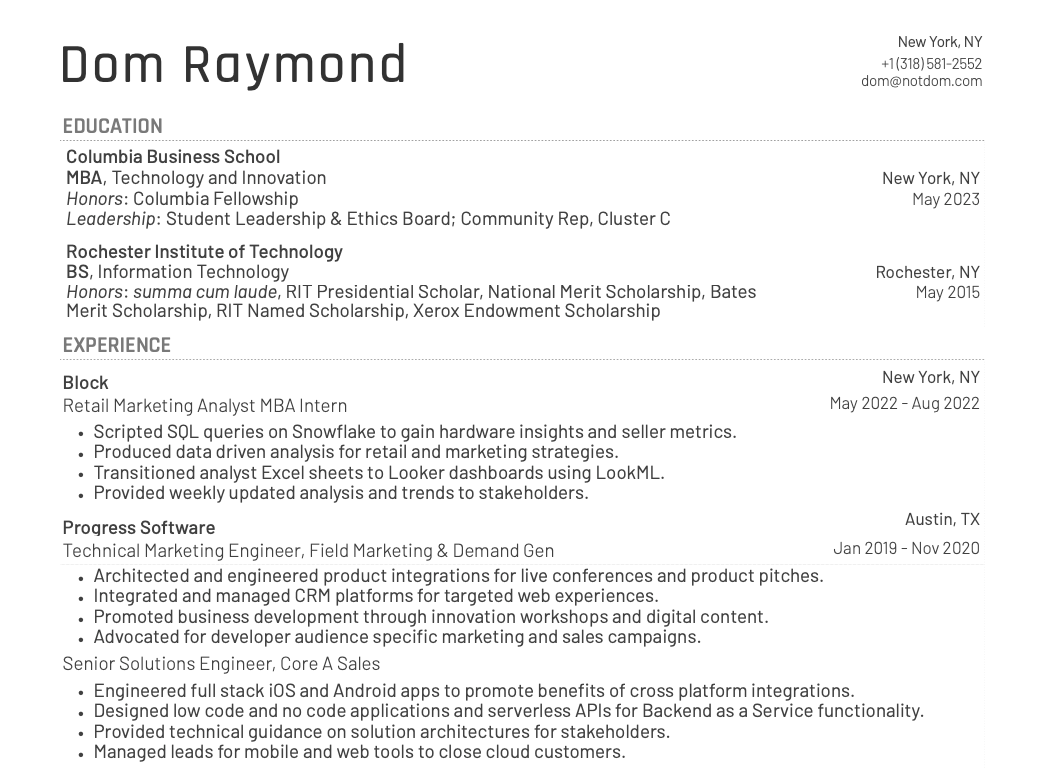 Dom Raymond
New York, NY
+1 (318) 581-2552
dom@notdom.com
EDUCATION
Columbia Business School
MBA, Technology and Innovation
New York, NY
Honors: Columbia Fellowship
May 2023
Leadership: Student Leadership & Ethics Board; Community Rep, Cluster C
Rochester Institute of Technology
BS, Information Technology
Rochester, NY
Honors: summa cum laude, RIT Presidential Scholar, National Merit Scholarship, Bates
May 2015
Merit Scholarship, RIT Named Scholarship, Xerox Endowment Scholarship
EXPERIENCE
Block
New York, NY
Retail Marketing Analyst MBA Intern
May 2022 - Aug 2022
• Scripted SQL queries on Snowflake to gain hardware insights and seller metrics.
• Produced data driven analysis for retail and marketing strategies.
• Transitioned analyst Excel sheets to Looker dashboards using LookML.
• Provided weekly updated analysis and trends to stakeholders.
Progress Software
Austin, TX
Technical Marketing Engineer, Field Marketing & Demand Gen
Jan 2019 - Nov 2020
• Architected and engineered product integrations for live conferences and product pitches.
• Integrated and managed CRM platforms for targeted web experiences.
• Promoted business development through innovation workshops and digital content.
• Advocated for developer audience specific marketing and sales campaigns.
Senior Solutions Engineer, Core A Sales
• Engineered full stack iOS and Android apps to promote benefits of cross platform integrations.
• Designed low code and no code applications and serverless APIs for Backend as a Service functionality.
• Provided technical guidance on solution architectures for stakeholders.
• Managed leads for mobile and web tools to close cloud customers.